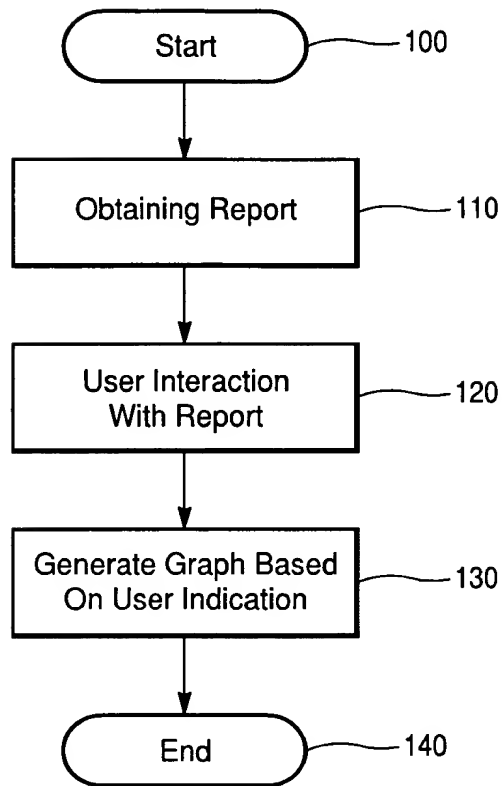 Start
100
Obtaining Report
110
User Interaction
With Report
120
Generate Graph Based
On User Indication
130
End
140